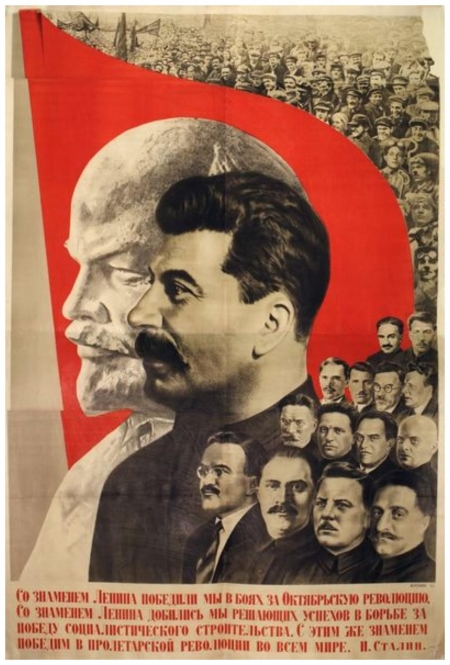 Со знаменем Ленина победили мы в боях за Октябрьскую революцию.
Со знаменем Ленина добились мы решающих успехов в борьбе за
победу социалистического строительства. С этим же знаменем
победим в пролетарской революции во всем мире. И. Сталин.